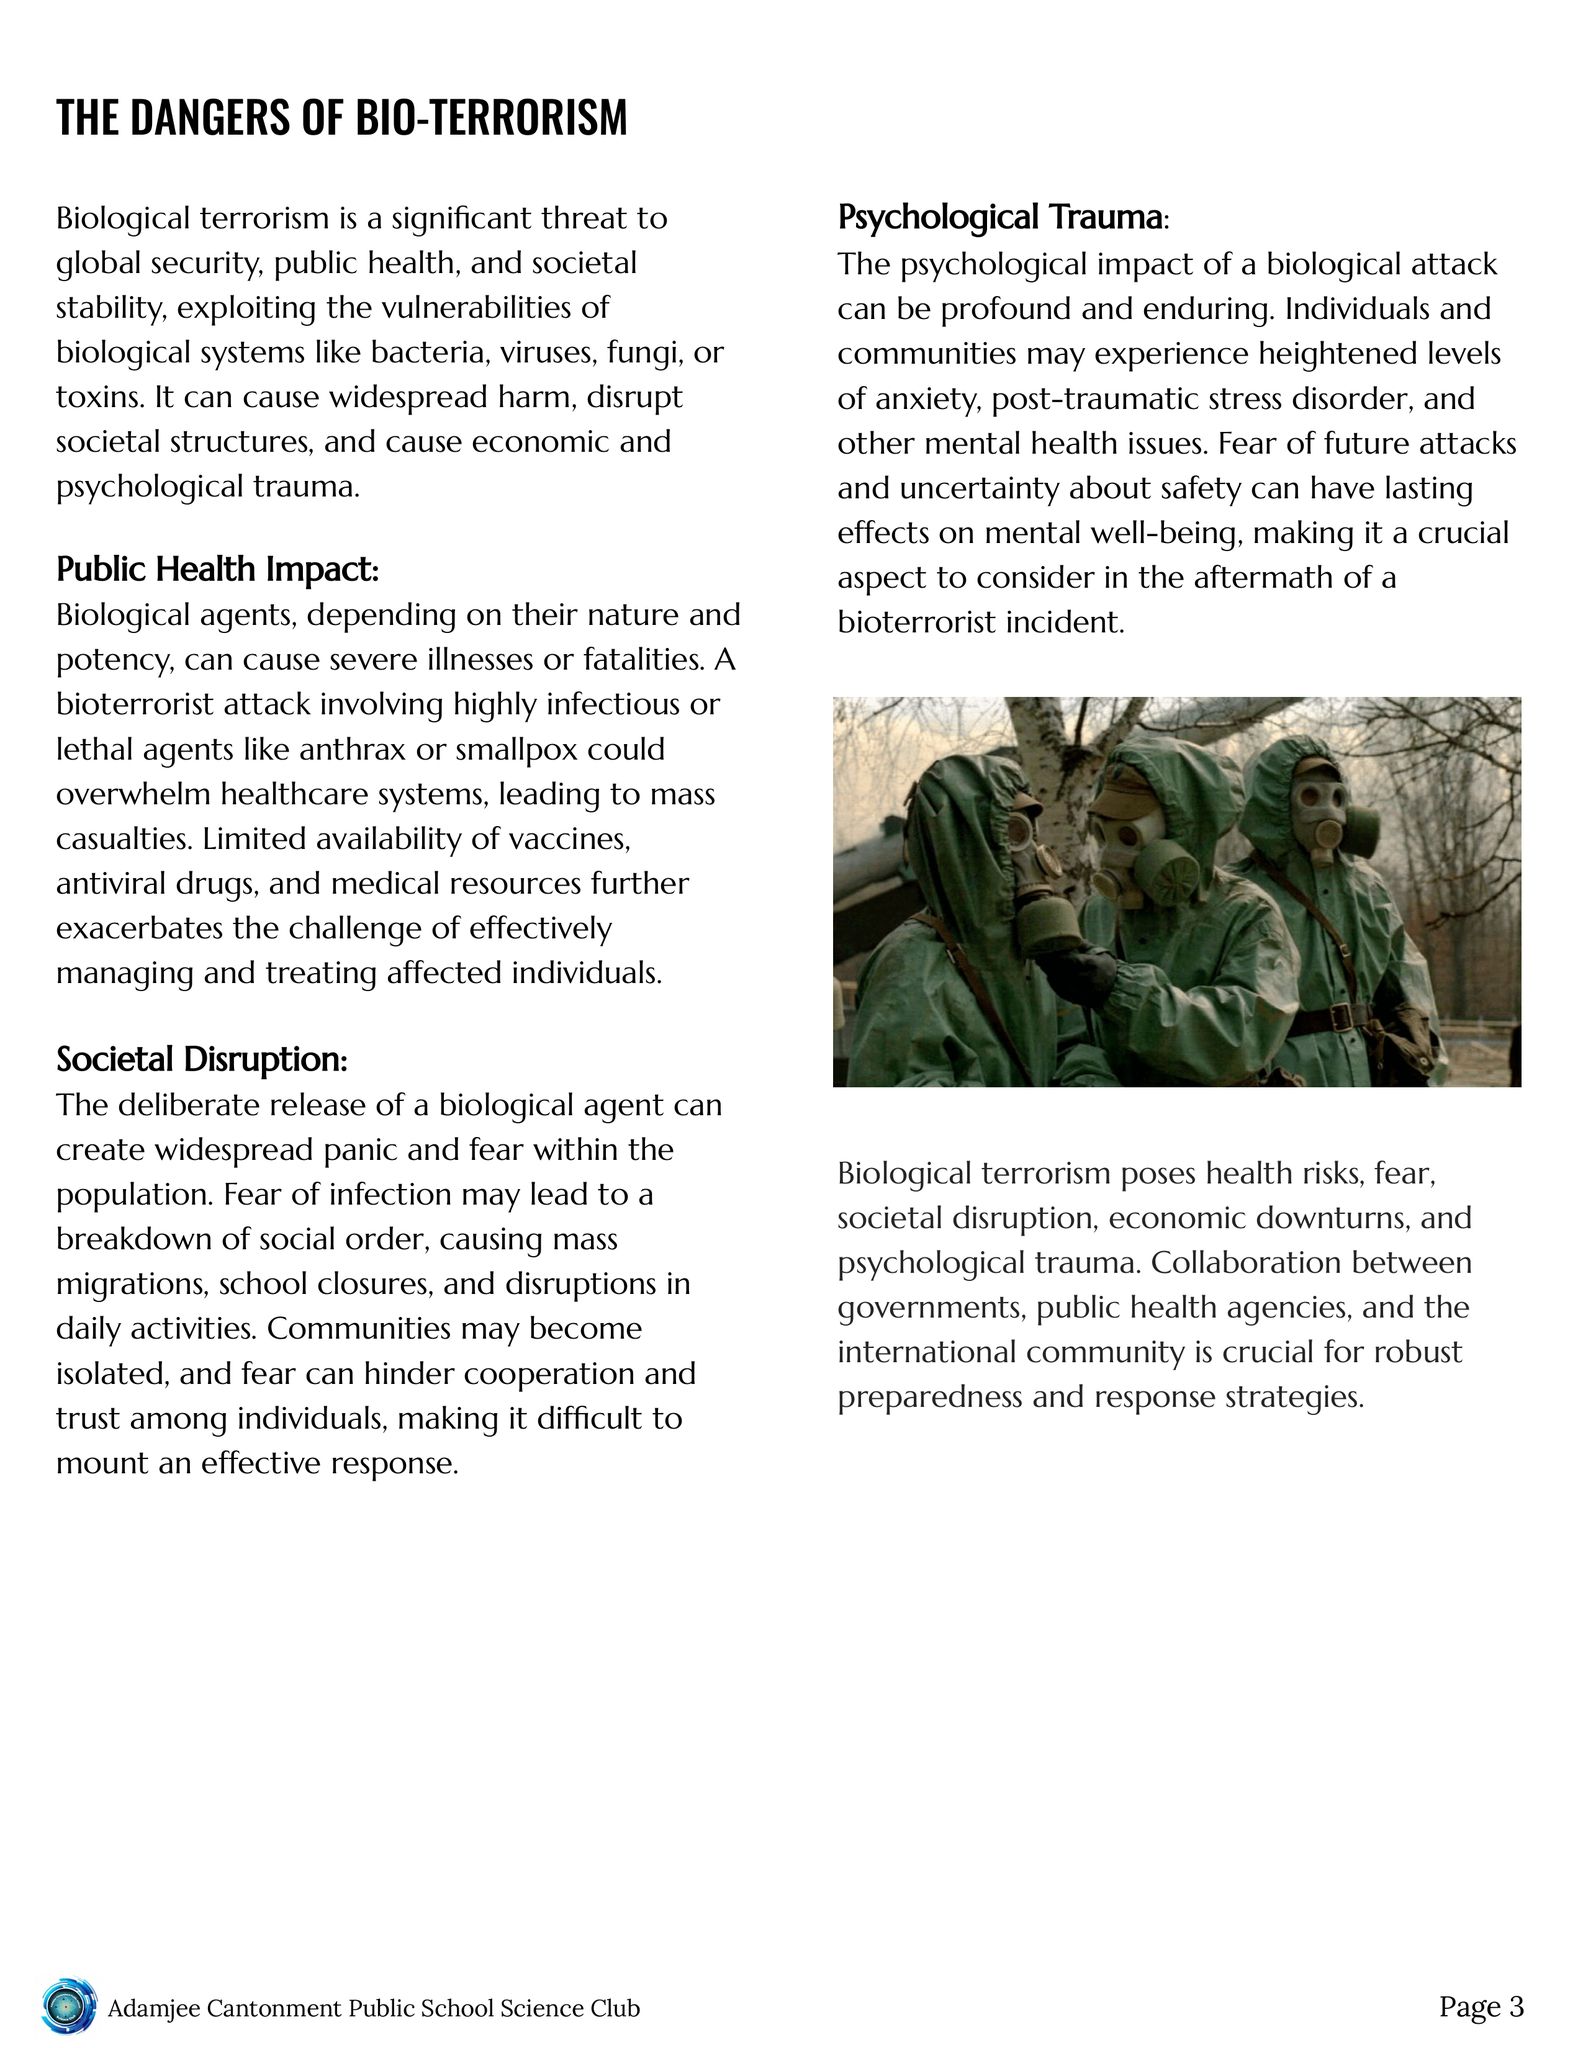 THE DANGERS OF BIO-TERRORISM
Biological terrorism is a significant threat to
global security, public health, and societal
stability, exploiting the vulnerabilities of
biological systems like bacteria, viruses, fungi, or
toxins. It can cause widespread harm, disrupt
societal structures, and cause economic and
psychological trauma.
Public Health Impact:
Biological agents, depending on their nature and
potency, can cause severe illnesses or fatalities. A
bioterrorist attack involving highly infectious or
lethal agents like anthrax or smallpox could
overwhelm healthcare systems, leading to mass
casualties. Limited availability of vaccines,
antiviral drugs, and medical resources further
exacerbates the challenge of effectively
managing and treating affected individuals.
Societal Disruption:
The deliberate release of a biological agent can
create widespread panic and fear within the
population. Fear of infection may lead to a
breakdown of social order, causing mass
migrations, school closures, and disruptions in
daily activities. Communities may become
isolated, and fear can hinder cooperation and
trust among individuals, making it difficult to
mount an effective response.
Psychological Trauma:
The psychological impact of a biological attack
can be profound and enduring. Individuals and
communities may experience heightened levels
of anxiety, post-traumatic stress disorder, and
other mental health issues. Fear of future attacks
and uncertainty about safety can have lasting
effects on mental well-being, making it a crucial
aspect to consider in the aftermath of a
bioterrorist incident.
Biological terrorism poses health risks, fear,
societal disruption, economic downturns, and
psychological trauma. Collaboration between
governments, public health agencies, and the
international community is crucial for robust
preparedness and response strategies.
Adamjee Cantonment Public School Science Club
Page 3